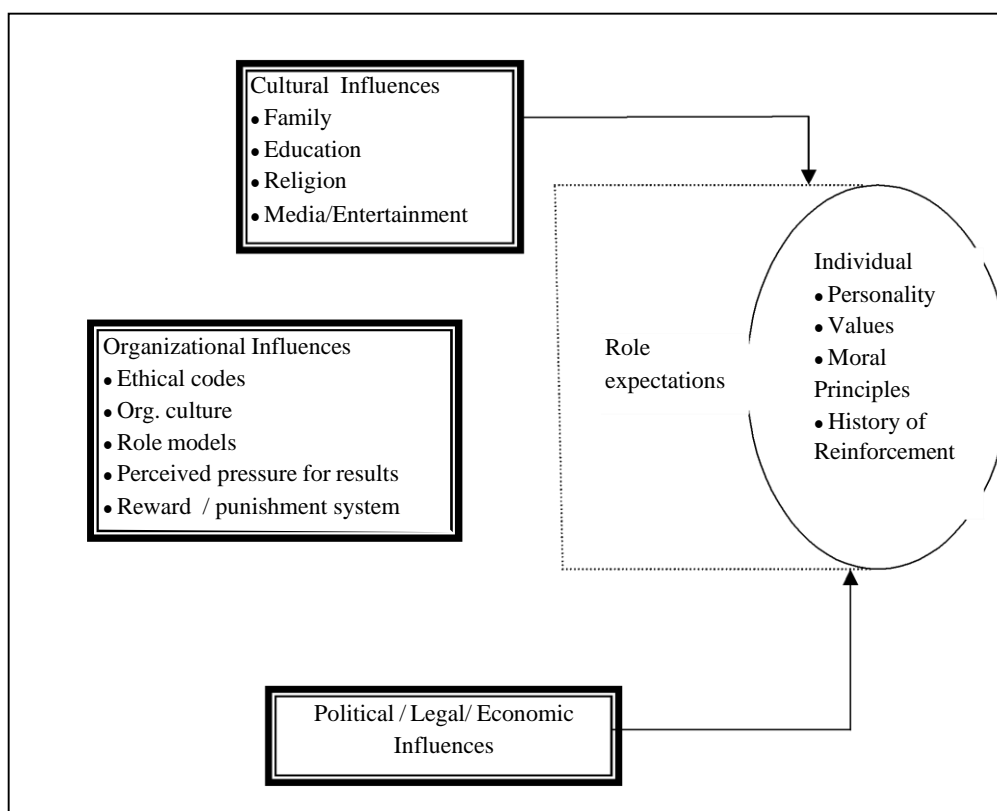 Cultural Influences
• Family
• Education
• Religion
• Media/Entertainment
Organizational Influences
• Ethical codes
• Org. culture
• Role models
• Perceived pressure for results
• Reward / punishment system
Role
expectations
Individual
• Personality
• Values
• Moral
Principles
• History of
Reinforcement
Political / Legal/ Economic
Influences